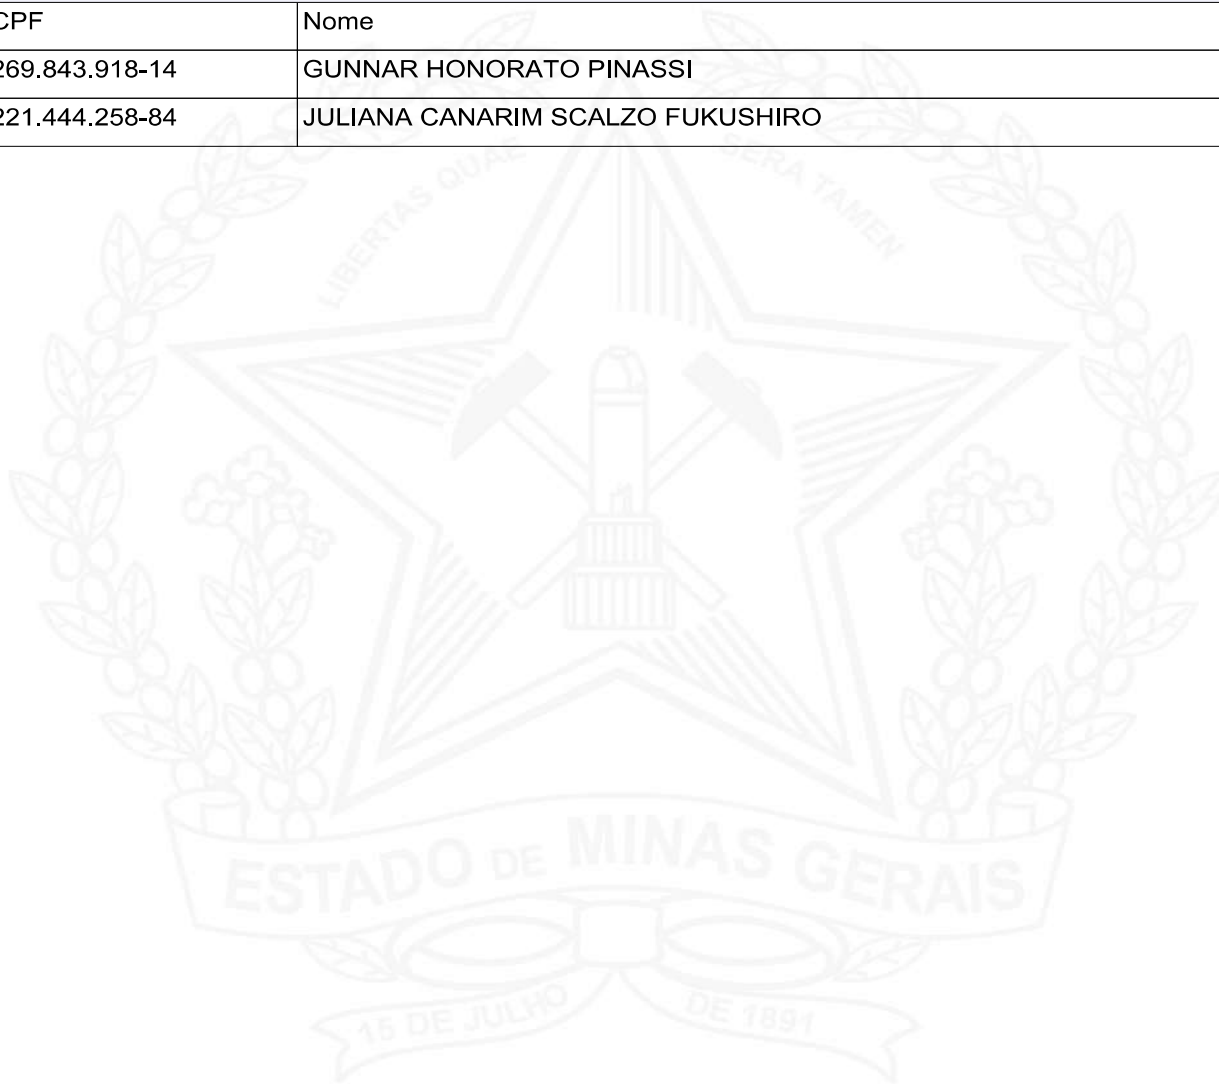 CPF Nome
269.843.918-14 GUNNAR HONORATO PINASSI
221.444.258-84 JULIANA CANARIM SCALZO FUKUSHIRO
LIBERTAS QUAE SERA TAMEN
ESTADO DE MINAS GERAIS
15 DE JULHO DE 1891